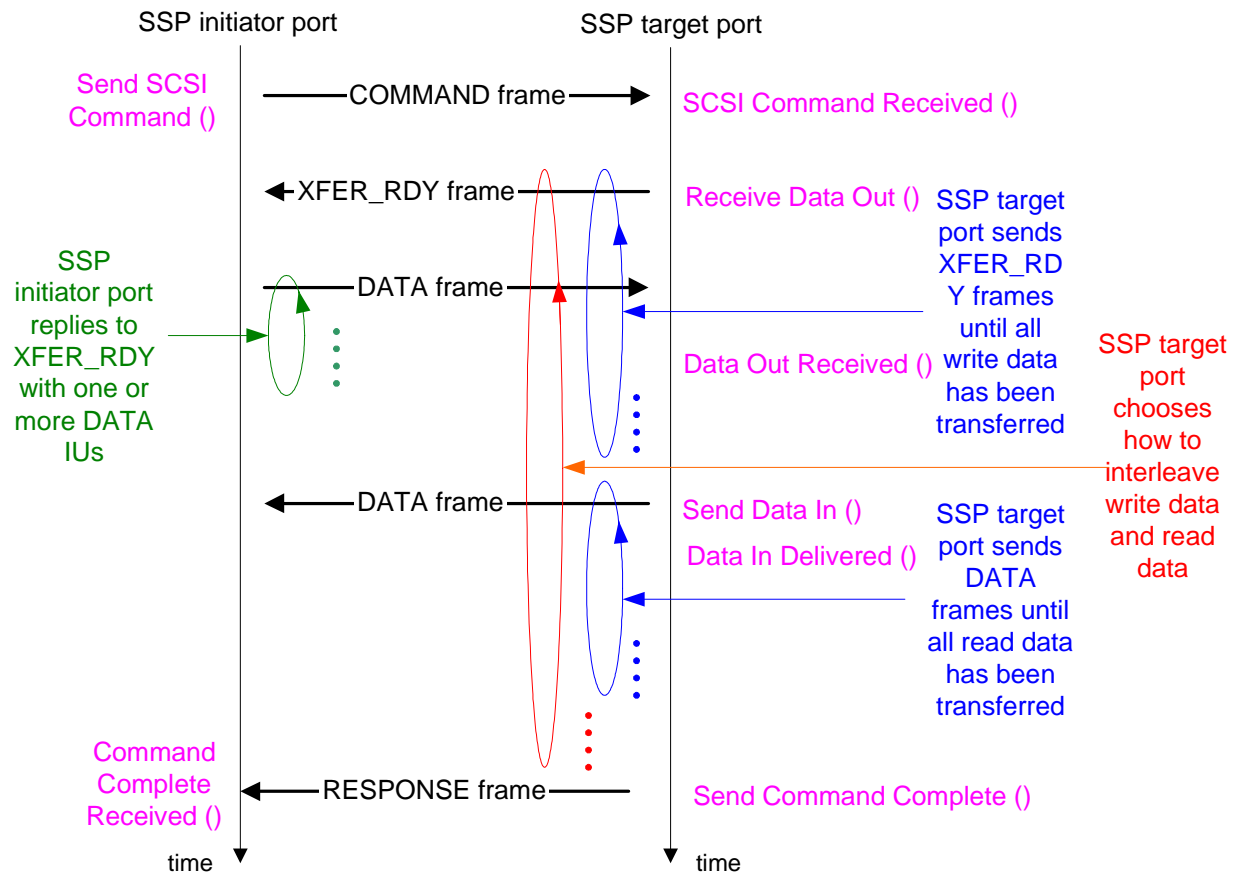 SSP initiator port
SSP target port
Send SCSI
Command ()
COMMAND frame
SCSI Command Received ()
XFER_RDY frame
Receive Data Out ()
SSP target
port sends
XFER_RD
Y frames
until all
write data
has been
transferred
SSP
initiator port
replies to
XFER_RDY
with one or
more DATA
IUs
DATA frame
Data Out Received ()
SSP target
port
chooses
how to
interleave
write data
and read
data
DATA frame
Send Data In ()
Data In Delivered ()
SSP target
port sends
DATA
frames until
all read data
has been
transferred
Command
Complete
Received ()
RESPONSE frame
Send Command Complete ()
time
time